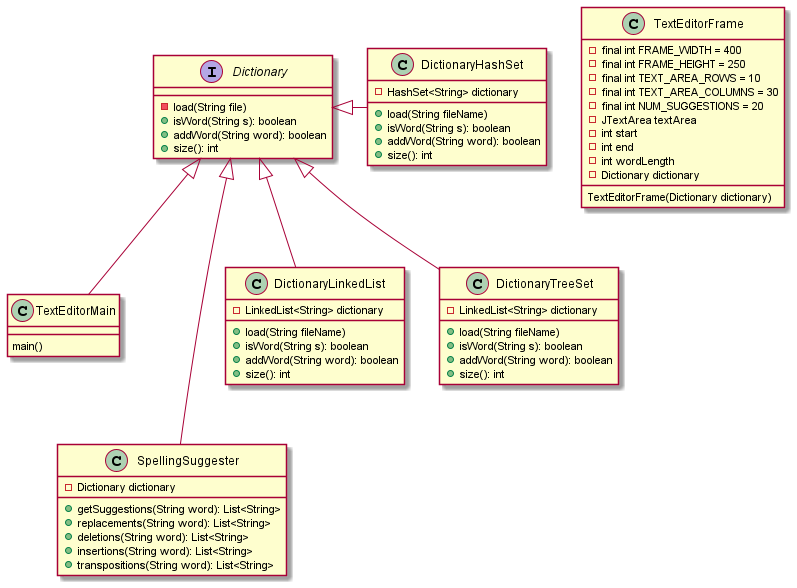 I Dictionary
load(String file)
isWord(String s): boolean
addWord(String word): boolean
size(): int
C DictionaryHashSet
HashSet<String> dictionary
load(String fileName)
isWord(String s): boolean
addWord(String word): boolean
size(): int
C TextEditorFrame
final int FRAME_WIDTH = 400
final int FRAME_HEIGHT = 250
final int TEXT_AREA_ROWS = 10
final int TEXT_AREA_COLUMNS = 30
final int NUM_SUGGESTIONS = 20
JTextArea textArea
int start
int end
int wordLength
Dictionary dictionary
TextEditorFrame(Dictionary dictionary)
C TextEditorMain
main()
C DictionaryLinkedList
LinkedList<String> dictionary
load(String fileName)
isWord(String s): boolean
addWord(String word): boolean
size(): int
C DictionaryTreeSet
LinkedList<String> dictionary
load(String fileName)
isWord(String s): boolean
addWord(String word): boolean
size(): int
C SpellingSuggester
Dictionary dictionary
getSuggestions(String word): List<String>
replacements(String word): List<String>
deletions(String word): List<String>
insertions(String word): List<String>
transpositions(String word): List<String>